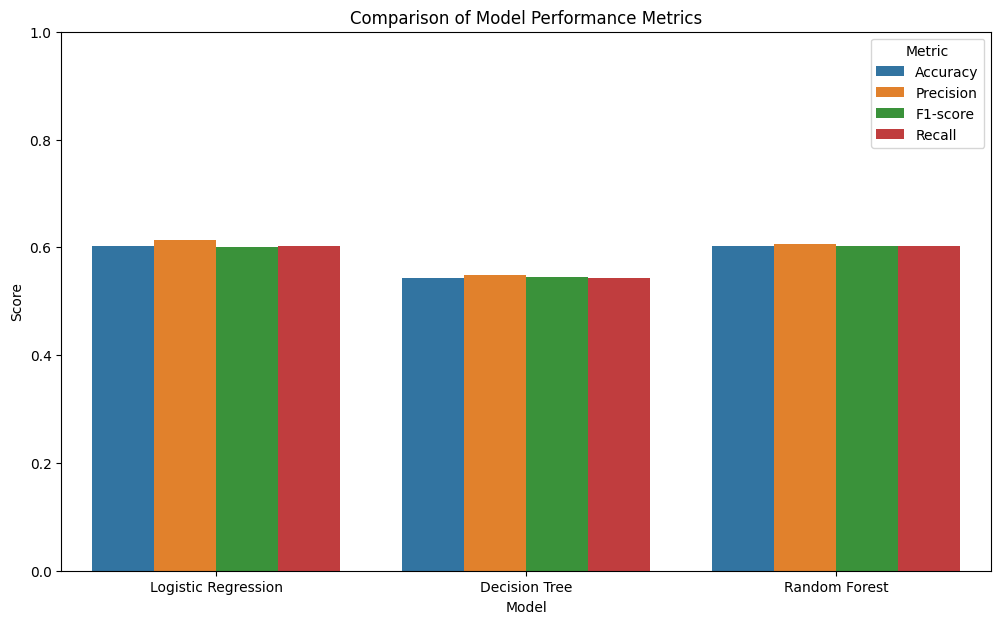 Comparison of Model Performance Metrics
1.0
0.8
0.6
0.4
0.2
0.0
Score
Metric
Accuracy
Precision
F1-score
Recall
Logistic Regression
Decision Tree
Random Forest
Model